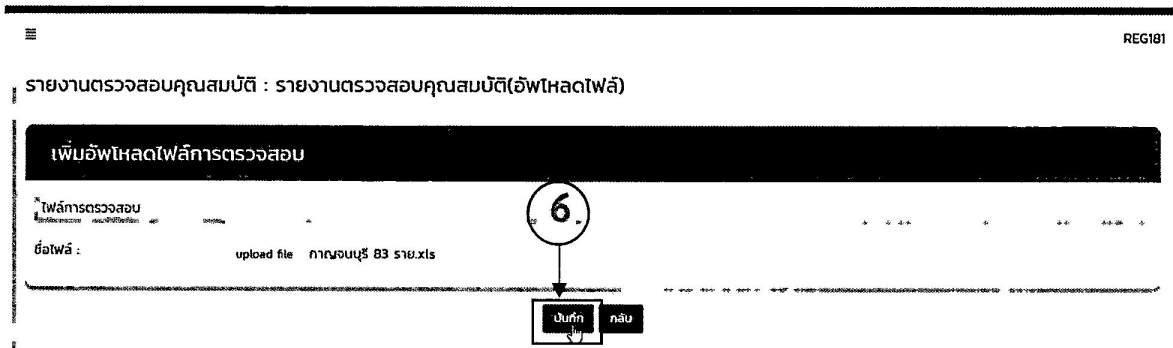 REG181
รายงานตรวจสอบคุณสมบัติ : รายงานตรวจสอบคุณสมบัติ(อัพโหลดไฟล์)
เพิ่มอัพโหลดไฟล์การตรวจสอบ
ไฟล์การตรวจสอบ
6
ชื่อไฟล์ : upload file กาญจนบุรี 83 ราย.xls
บันทึก กลับ